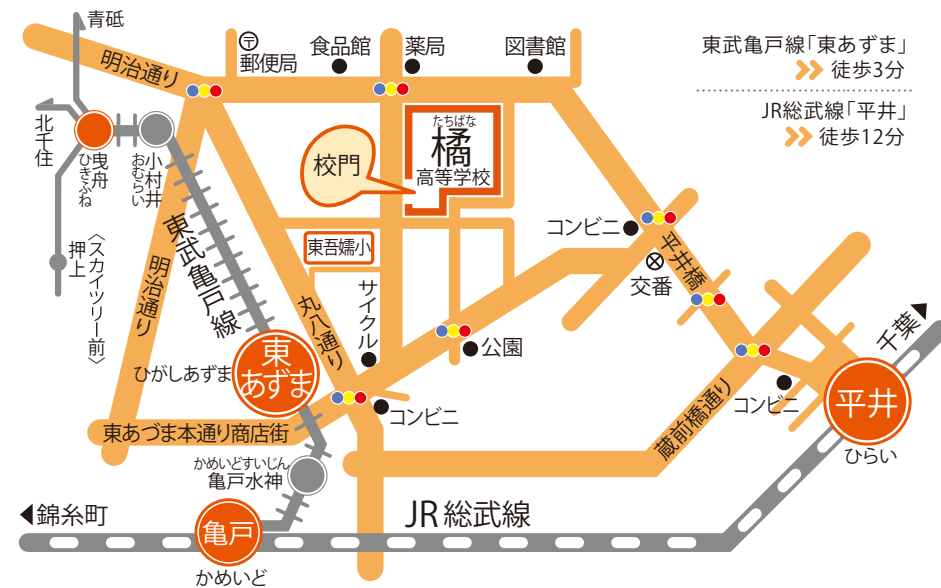 青砥
明治通り
〒
郵便局
食品館
薬局
図書館
東武亀戸線「東あずま」
徒歩3分
JR総武線「平井」
徒歩12分
北千住
曳舟
ひきふね
小村井
おむらい
校門
たちばな
橘
高等学校
押上
〈スカイツリー前〉
明治通り
東武亀戸線
東吾嬬小
丸八通り
サイクル
コンビニ
交番
平井橋
公園
千葉
東
あずま
ひがしあずま
コンビニ
コンビニ
平井
ひらい
蔵前橋通り
東あづま本通り商店街
かめいどすいじん
亀戸水神
錦糸町
亀戸
かめいど
JR総武線